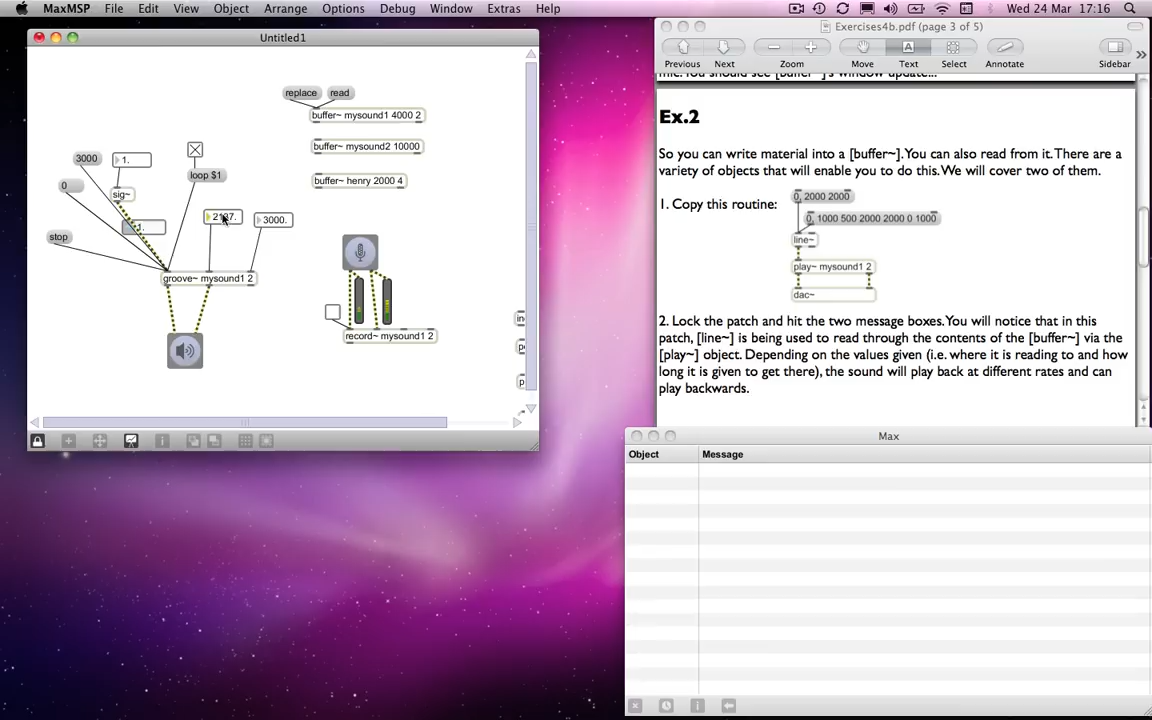 MaxMSP File Edit View Object Arrange Options Debug Window Extras Help Wed 24 Mar 17:16
Untitled1
replace read
buffer~ mysound1 4000 2
buffer~ mysound2 10000
buffer~ henry 2000 4
3000
1.
loop $1
0
sig~
1.
3000.
stop
groove~ mysound1 2
record~ mysound1 2
Exercises4b.pdf (page 3 of 5)
Previous Next Zoom Move Text Select Annotate Sidebar
mic. You should see [buffer~]'s window update...
Ex.2
So you can write material into a [buffer~]. You can also read from it. There are a
variety of objects that will enable you to do this. We will cover two of them.
1. Copy this routine:
0, 2000 2000
0, 1000 500 2000 2000 0 1000
line~
play~ mysound1 2
dac~
2. Lock the patch and hit the two message boxes. You will notice that in this
patch, [line~] is being used to read through the contents of the [buffer~] via the
[play~] object. Depending on the values given (i.e. where it is reading to and how
long it is given to get there), the sound will play back at different rates and can
play backwards.
Max
Object Message